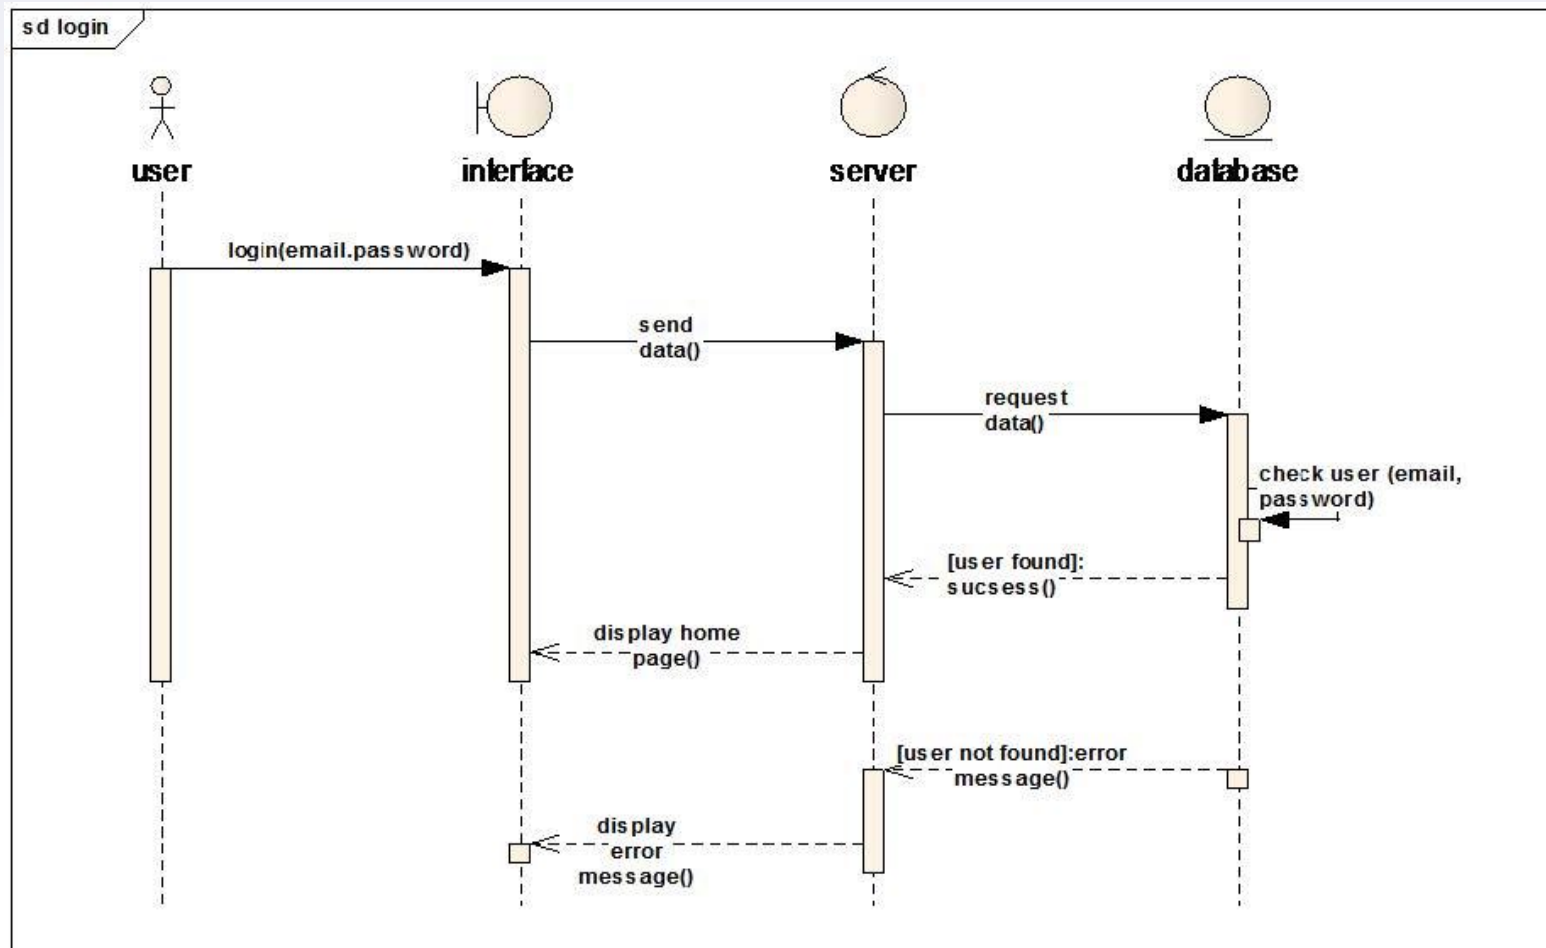 sd login
user
interface
server
database
login(email.password)
send
data()
request
data()
check user (email,
password)
[user found]:
sucsess()
display home
page()
[user not found]:error
message()
display
error
message()